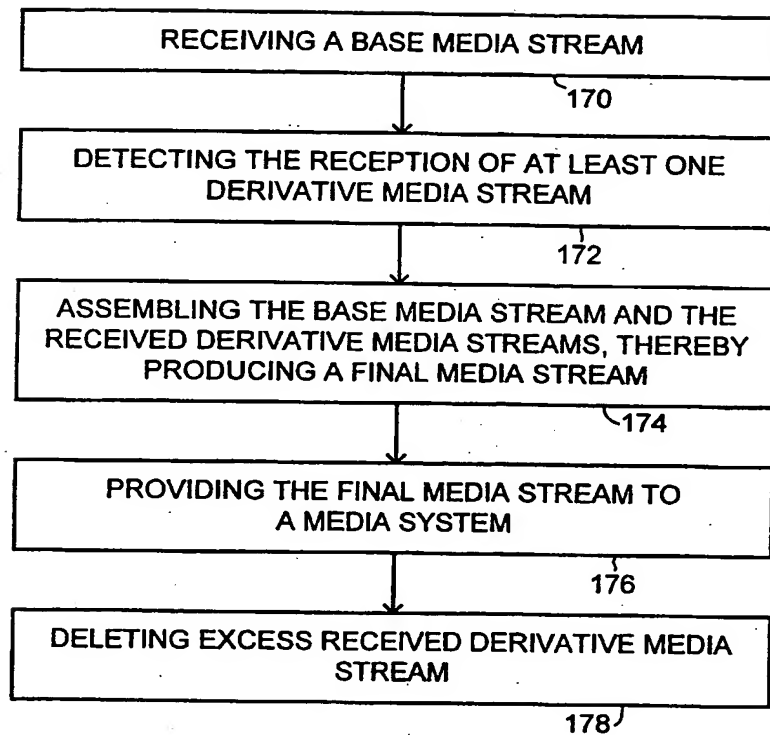 RECEIVING A BASE MEDIA STREAM
170
DETECTING THE RECEPTION OF AT LEAST ONE
DERIVATIVE MEDIA STREAM
172
ASSEMBLING THE BASE MEDIA STREAM AND THE
RECEIVED DERIVATIVE MEDIA STREAMS, THEREBY
PRODUCING A FINAL MEDIA STREAM
174
PROVIDING THE FINAL MEDIA STREAM TO
A MEDIA SYSTEM
176
DELETING EXCESS RECEIVED DERIVATIVE MEDIA
STREAM
178